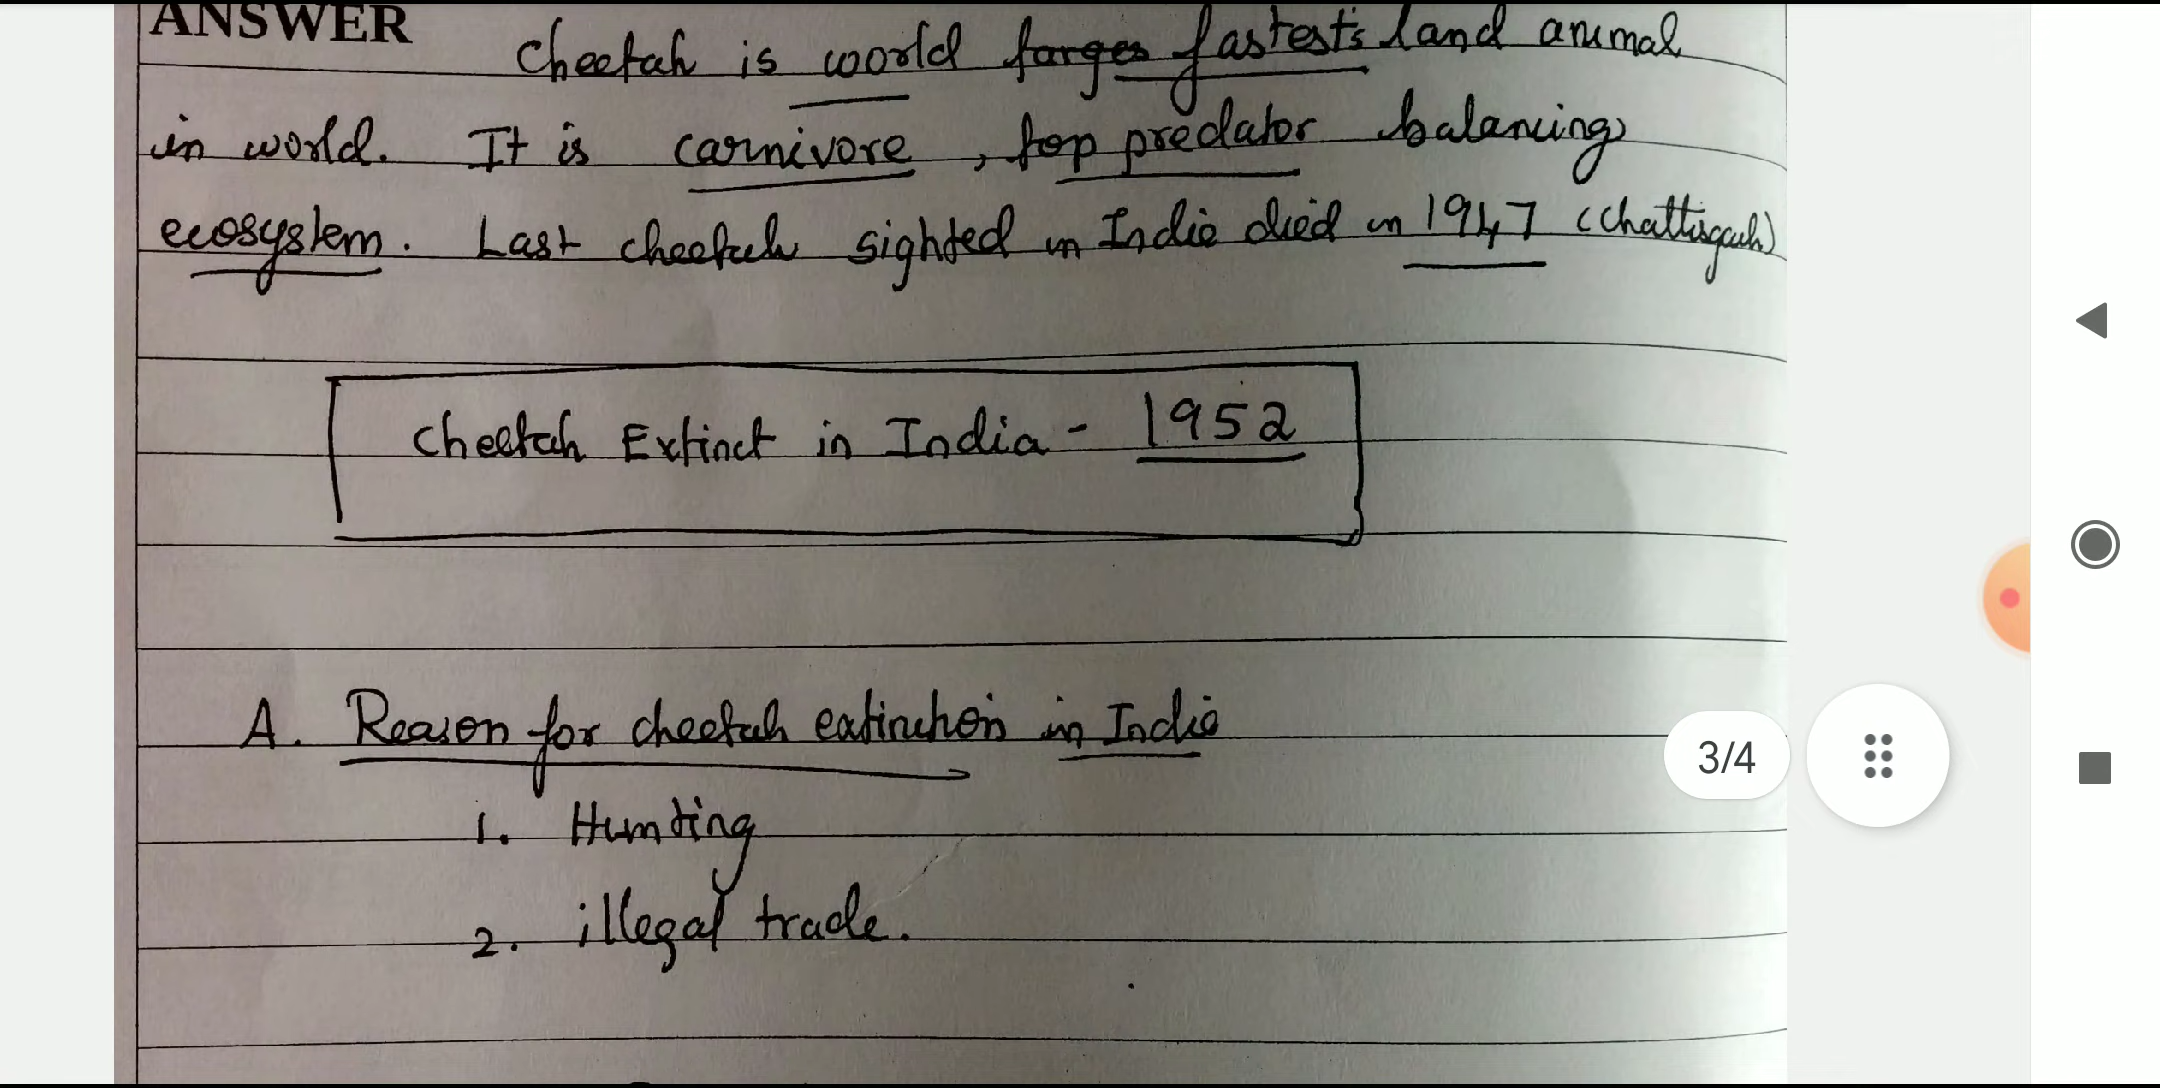 ANSWER
Cheetah is world larges fastest's land animal
in world. It is carnivore, top predator balancing
ecosystem. Last cheetah sighted in India died in 1947 (Chattisgarh)
Cheetah Extinct in India - 1952
A. Reason for cheetah extinction in India
1. Hunting
2. illegal trade.
3/4